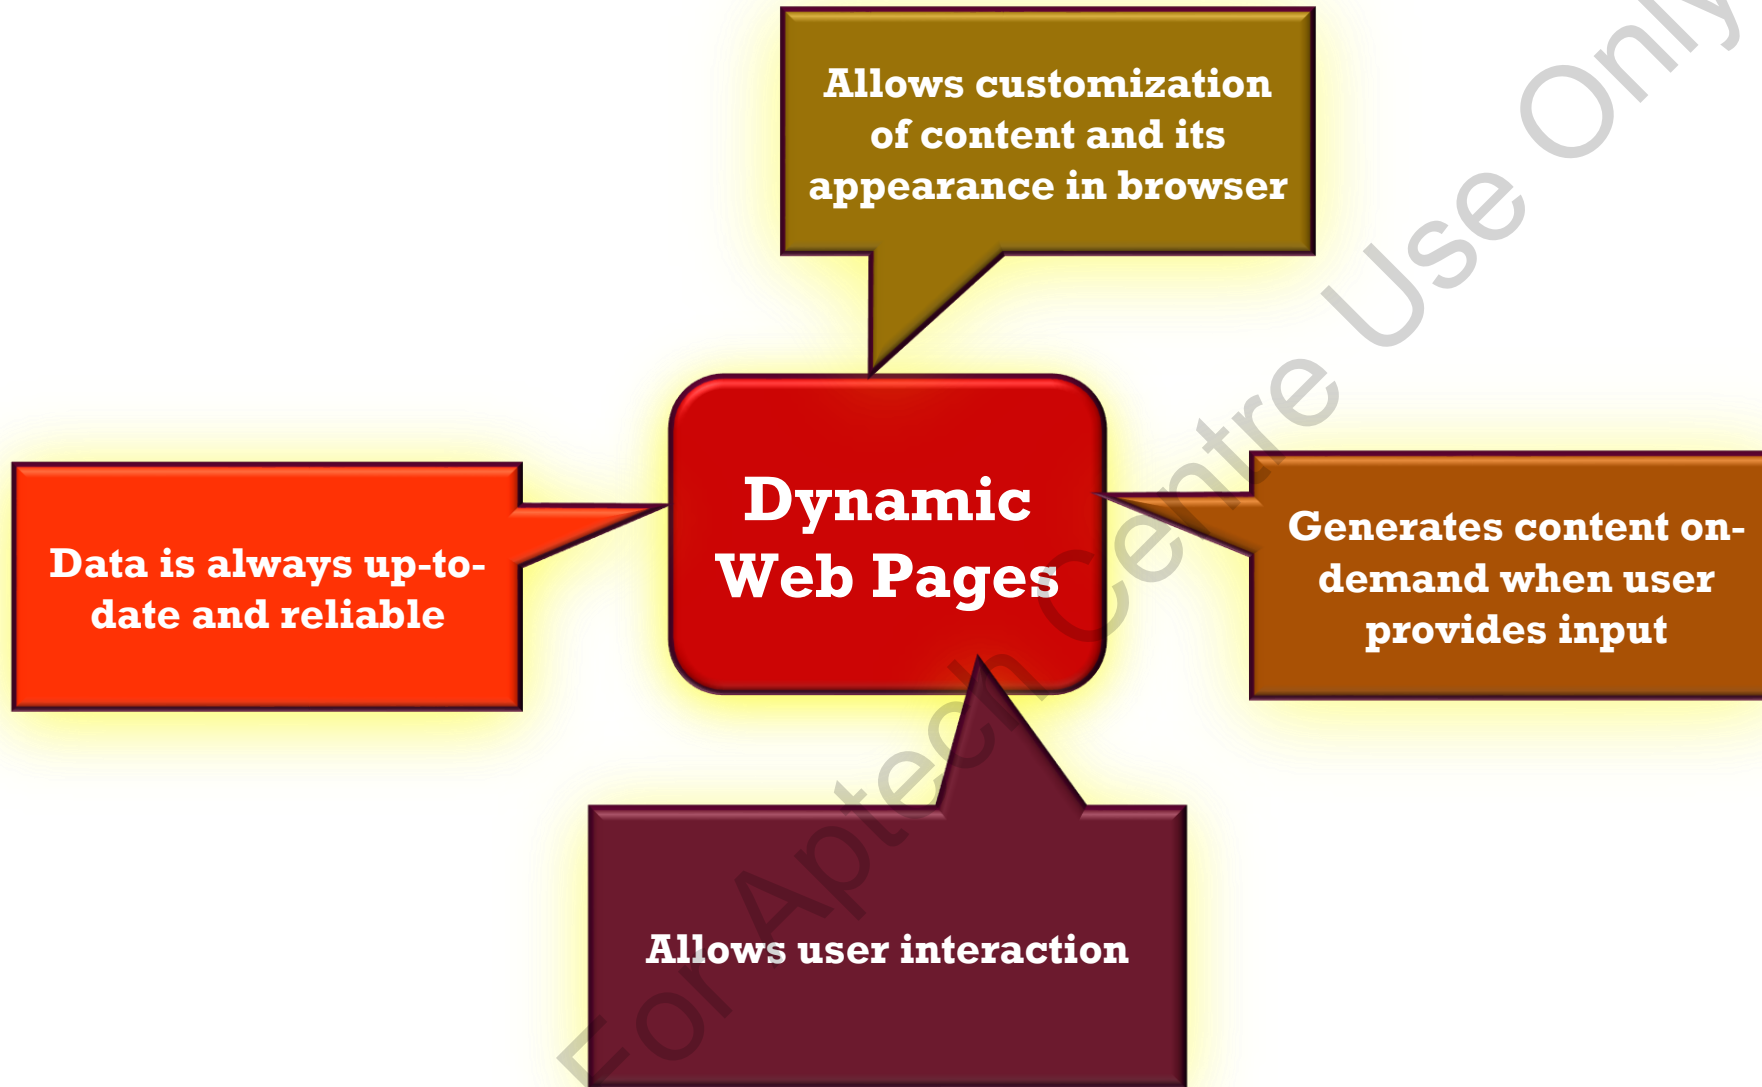 Allows customization
of content and its
appearance in browser
Dynamic
Web Pages
Data is always up-to-
date and reliable
Generates content on-
demand when user
provides input
Allows user interaction
For Aptech Centre Use Only